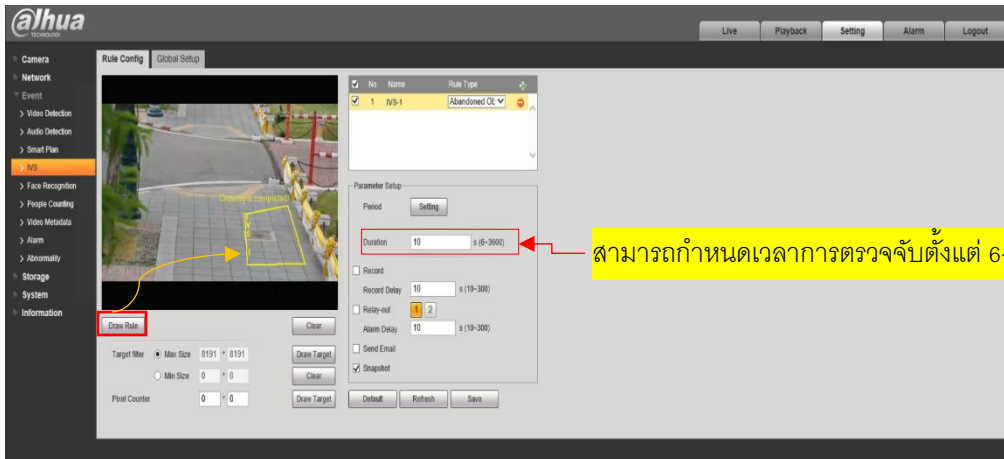 alhua
TECHNOLOGY
Live Playback Setting Alarm Logout
Camera
Network
Event
Video Detection
Audio Detection
Smart Plan
IVS
Face Recognition
People Counting
Video Metadata
Alarm
Abnormality
Storage
System
Information
Rule Config Global Setup
Drawing is completed!
Draw Rule Clear
Target filter Max Size 8191 * 8191 Draw Target
Min Size 0 * 0 Clear
Pixel Counter 0 * 0 Draw Target
No. Name Rule Type
1 IVS-1 Abandoned Ob
Parameter Setup
Period Setting
Duration 10 s (6~3600)
Record
Record Delay 10 s (10~300)
Relay-out 1 2
Alarm Delay 10 s (10~300)
Send Email
Snapshot
Default Refresh Save
สามารถกำหนดเวลาการตรวจจับตั้งแต่ 6-